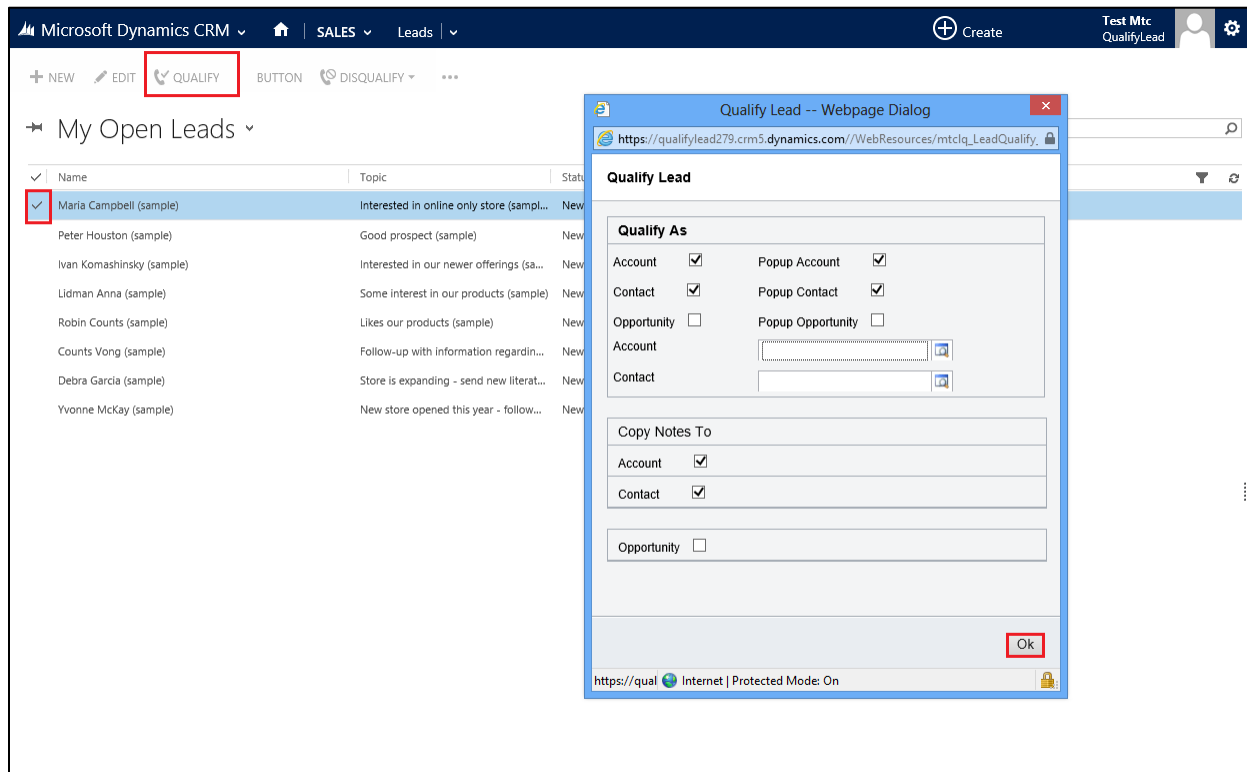 Microsoft Dynamics CRM SALES Leads Create Test Mtc
QualifyLead
NEW EDIT QUALIFY BUTTON DISQUALIFY ...
My Open Leads
Name Topic Statu
Maria Campbell (sample) Interested in online only store (sampl... New
Peter Houston (sample) Good prospect (sample) New
Ivan Komashinsky (sample) Interested in our newer offerings (sa... New
Lidman Anna (sample) Some interest in our products (sample) New
Robin Counts (sample) Likes our products (sample) New
Counts Vong (sample) Follow-up with information regardin... New
Debra Garcia (sample) Store is expanding - send new literat... New
Yvonne McKay (sample) New store opened this year - follow... New
Qualify Lead -- Webpage Dialog
https://qualifylead279.crm5.dynamics.com//WebResources/mtclq_LeadQualify_
Qualify Lead
Qualify As
Account Popup Account
Contact Popup Contact
Opportunity Popup Opportunity
Account
Contact
Copy Notes To
Account
Contact
Opportunity
Ok
https://qual Internet | Protected Mode: On